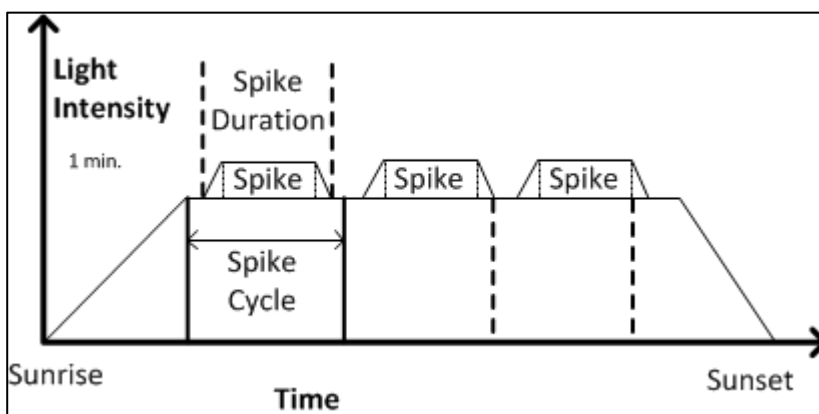 Light
Intensity
Spike
Duration
1 min.
Spike
Spike
Spike
Spike
Cycle
Sunrise
Sunset
Time